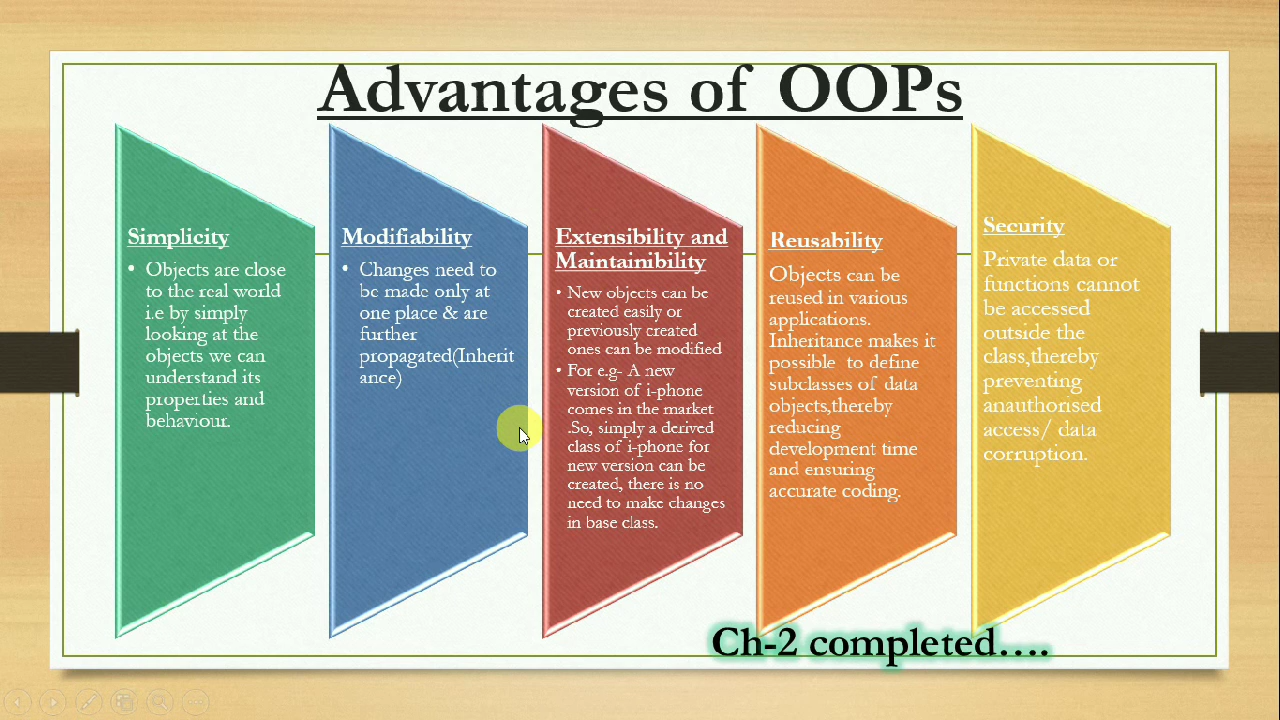 Advantages of OOPs
Simplicity
• Objects are close
to the real world
i.e by simply
looking at the
objects we can
understand its
properties and
behaviour.
Modifiability
• Changes need to
be made only at
one place & are
further
propagated(Inherit
ance)
Extensibility and
Maintainibility
• New objects can be
created easily or
previously created
ones can be modified
• For e.g- A new
version of i-phone
comes in the market
.So, simply a derived
class of i-phone for
new version can be
created, there is no
need to make changes
in base class.
Reusability
Objects can be
reused in various
applications.
Inheritance makes it
possible to define
subclasses of data
objects,thereby
reducing
development time
and ensuring
accurate coding.
Security
Private data or
functions cannot
be accessed
outside the
class,thereby
preventing
anauthorised
access/ data
corruption.
Ch-2 completed....